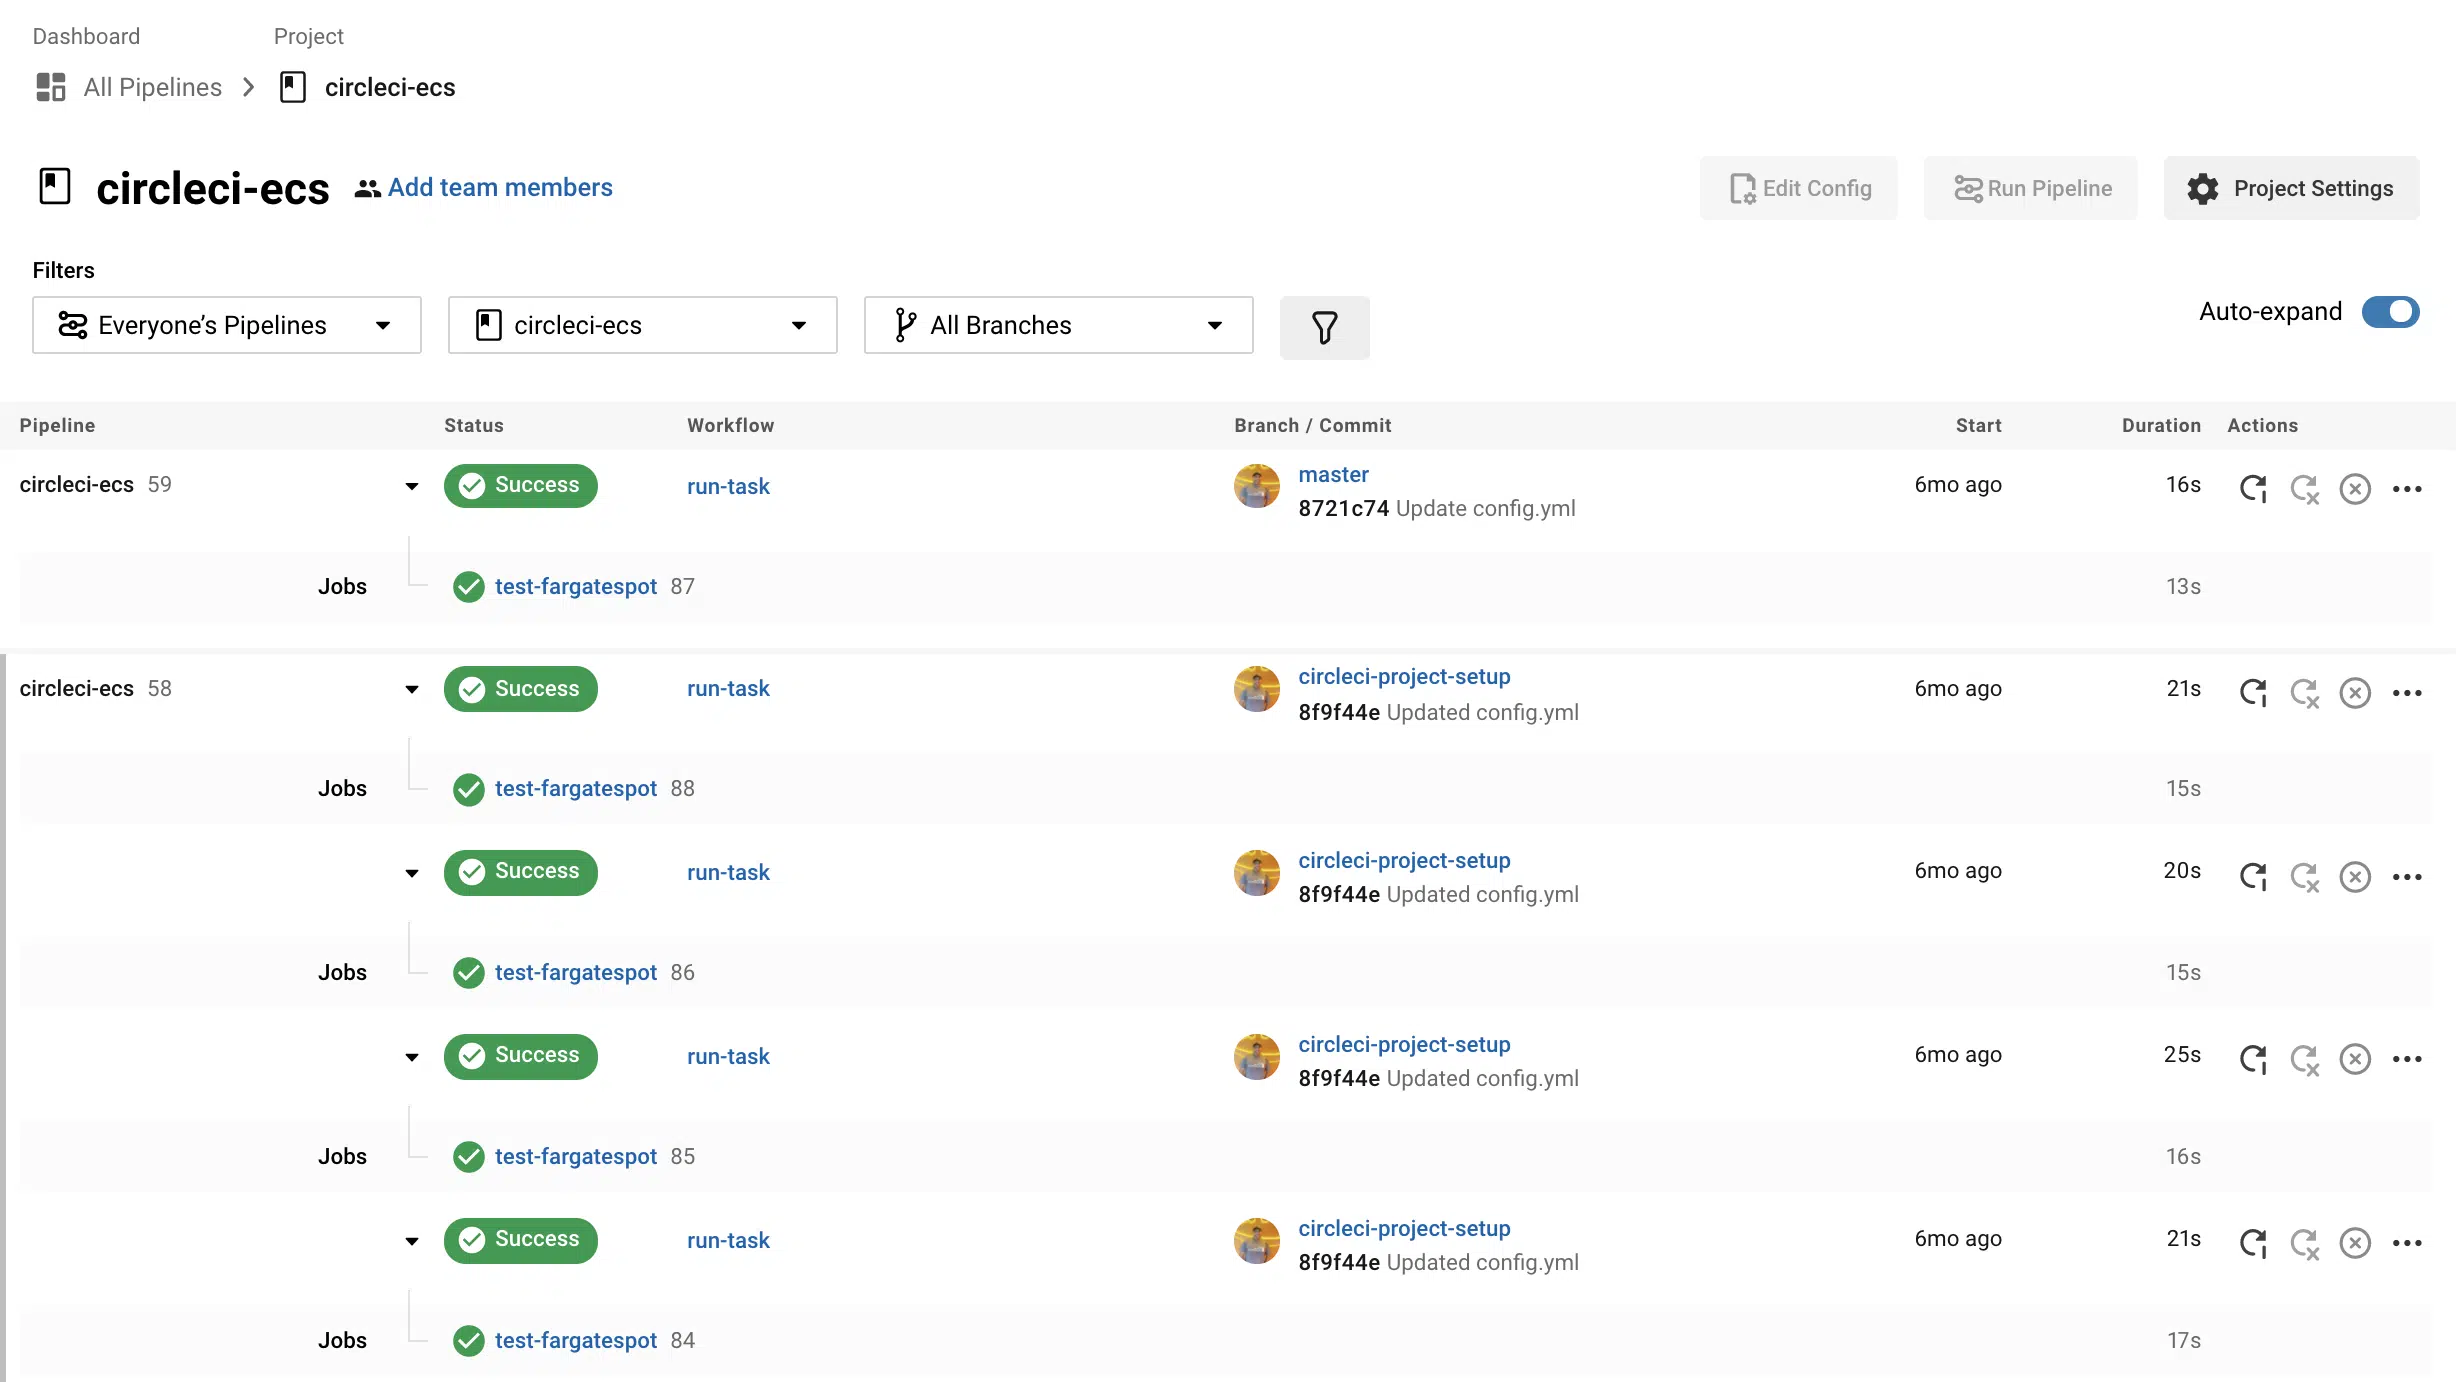 Dashboard Project
All Pipelines circleci-ecs
circleci-ecs Add team members Edit Config Run Pipeline Project Settings
Filters
Everyone’s Pipelines circleci-ecs All Branches Auto-expand
Pipeline Status Workflow Branch / Commit Start Duration Actions
circleci-ecs 59 Success run-task master 6mo ago 16s
8721c74 Update config.yml
Jobs test-fargatespot 87 13s
circleci-ecs 58 Success run-task circleci-project-setup 6mo ago 21s
8f9f44e Updated config.yml
Jobs test-fargatespot 88 15s
Success run-task circleci-project-setup 6mo ago 20s
8f9f44e Updated config.yml
Jobs test-fargatespot 86 15s
Success run-task circleci-project-setup 6mo ago 25s
8f9f44e Updated config.yml
Jobs test-fargatespot 85 16s
Success run-task circleci-project-setup 6mo ago 21s
8f9f44e Updated config.yml
Jobs test-fargatespot 84 17s